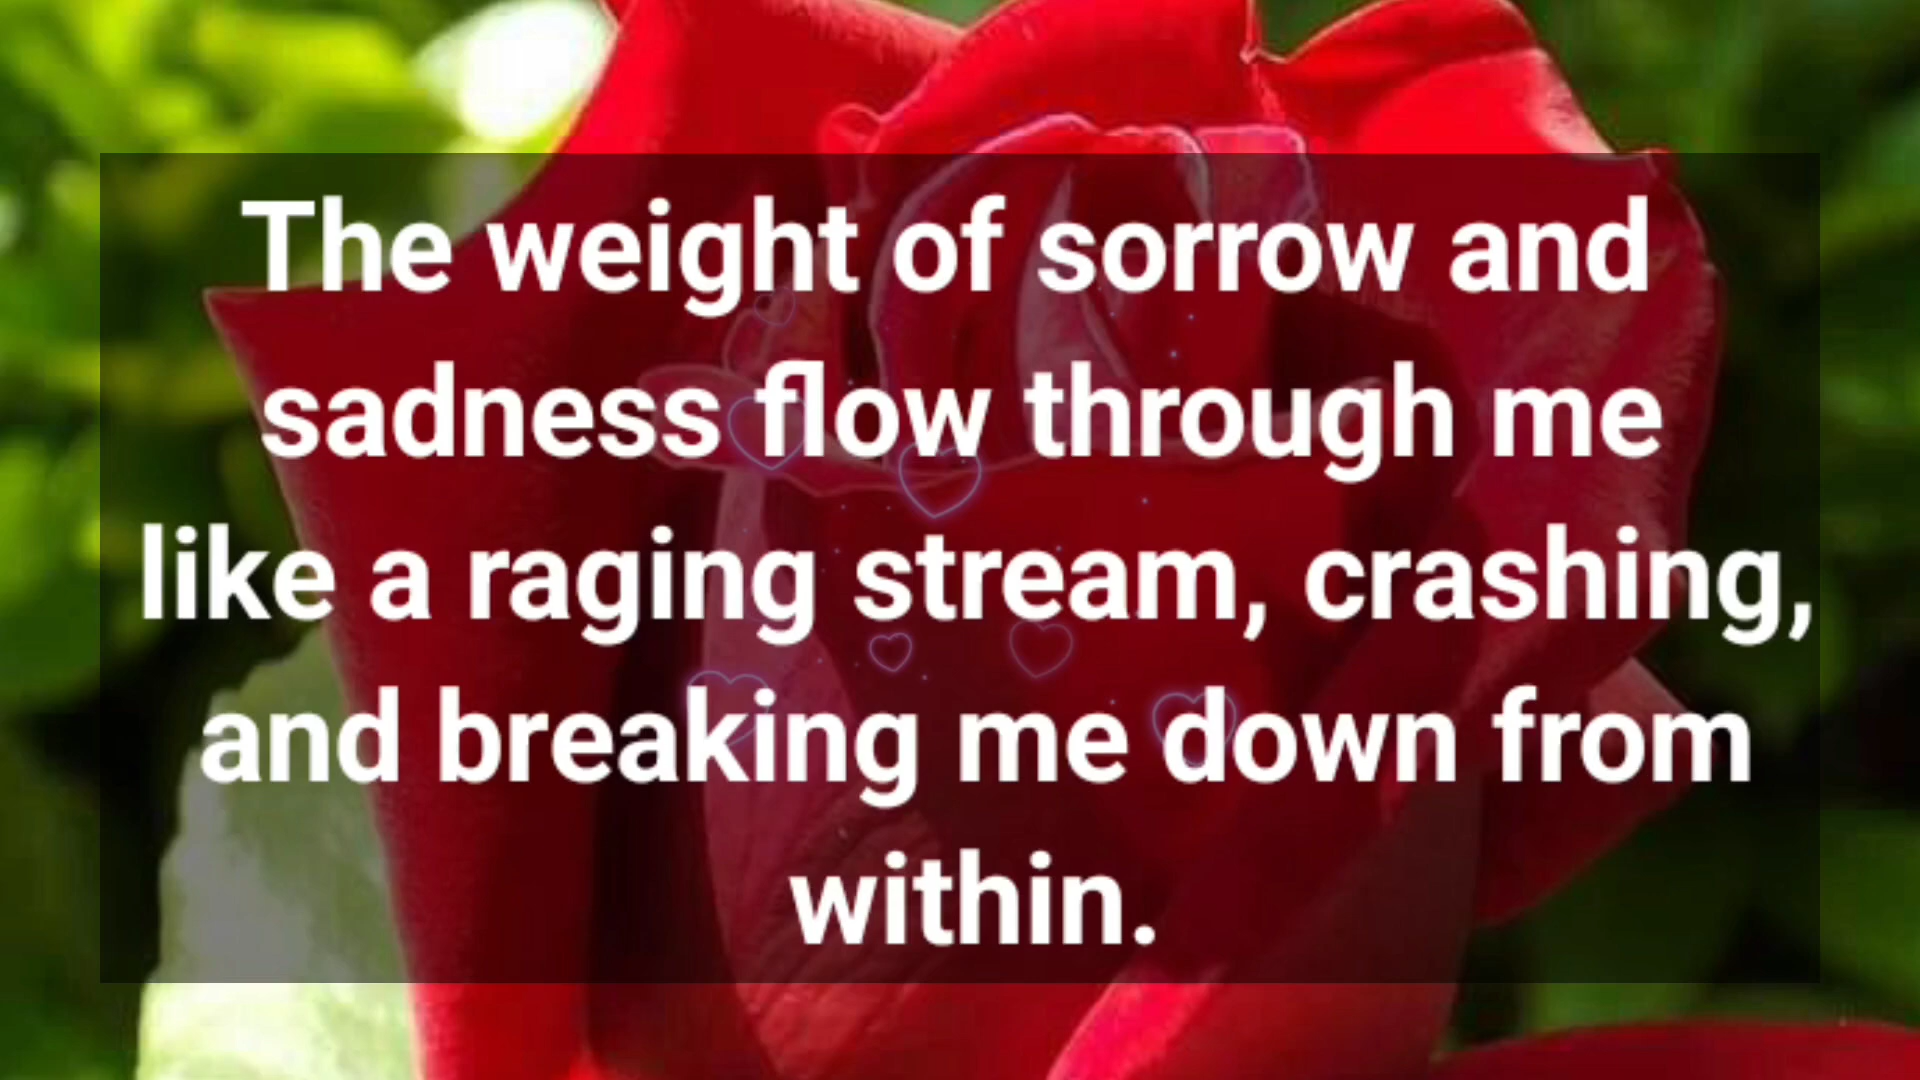 The weight of sorrow and
sadness flow through me
like a raging stream, crashing,
and breaking me down from
within.